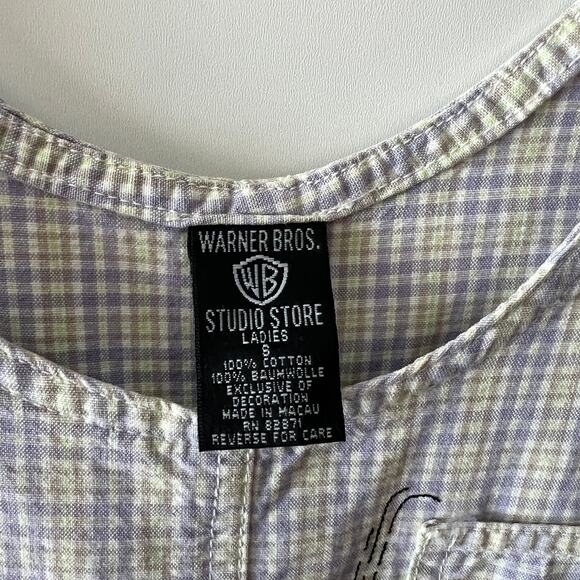 WARNER BROS.
WB
STUDIO STORE
LADIES
S
100% COTTON
100% BAUMWOLLE
EXCLUSIVE OF
DECORATION
MADE IN MACAU
RN 82871
REVERSE FOR CARE